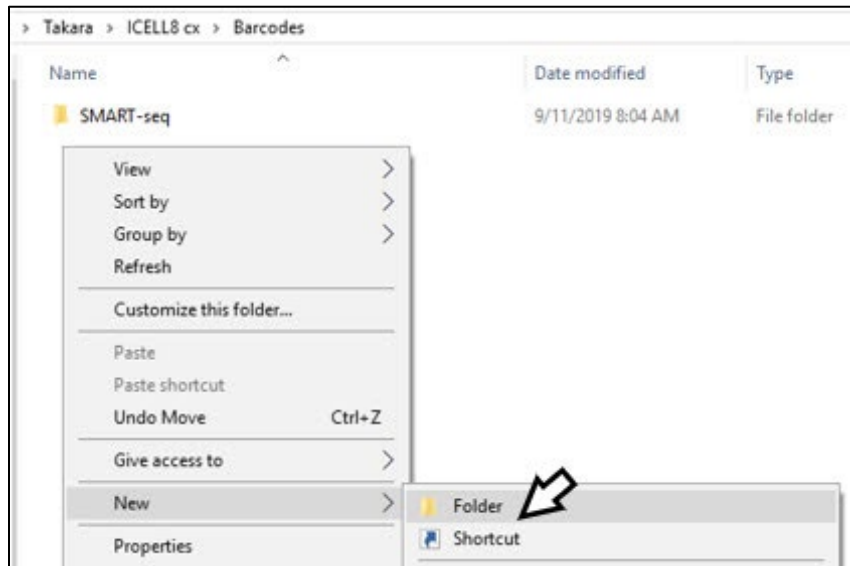 > Takara > ICELL8 cx > Barcodes
Name Date modified Type
SMART-seq 9/11/2019 8:04 AM File folder
View
Sort by
Group by
Refresh
Customize this folder...
Paste
Paste shortcut
Undo Move Ctrl+Z
Give access to
New
Folder
Shortcut
Properties